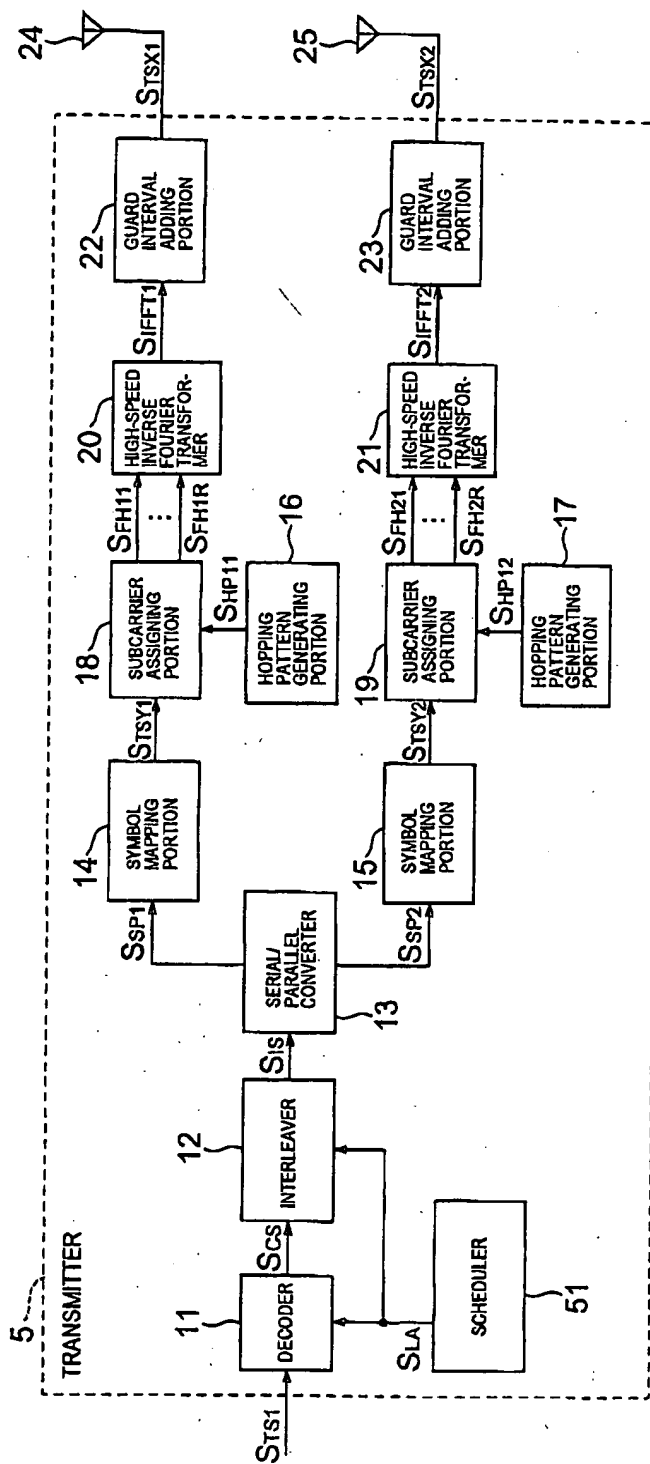 5
TRANSMITTER
STS1
11
DECODER
SCS
12
INTERLEAVER
SIS
SERIAL/
PARALLEL
CONVERTER
13
SLA
SCHEDULER
51
SSP1
14
SYMBOL
MAPPING
PORTION
STSY1
18
SUBCARRIER
ASSIGNING
PORTION
SHP11
HOPPING
PATTERN
GENERATING
PORTION
16
SFH11
...
SFH1R
20
HIGH-SPEED
INVERSE
FOURIER
TRANSFOR-
MER
SIFFT1
22
GUARD
INTERVAL
ADDING
PORTION
STSX1
24
SSP2
15
SYMBOL
MAPPING
PORTION
STSY2
19
SUBCARRIER
ASSIGNING
PORTION
SHP12
HOPPING
PATTERN
GENERATING
PORTION
17
SFH21
...
SFH2R
21
HIGH-SPEED
INVERSE
FOURIER
TRANSFOR-
MER
SIFFT2
23
GUARD
INTERVAL
ADDING
PORTION
STSX2
25